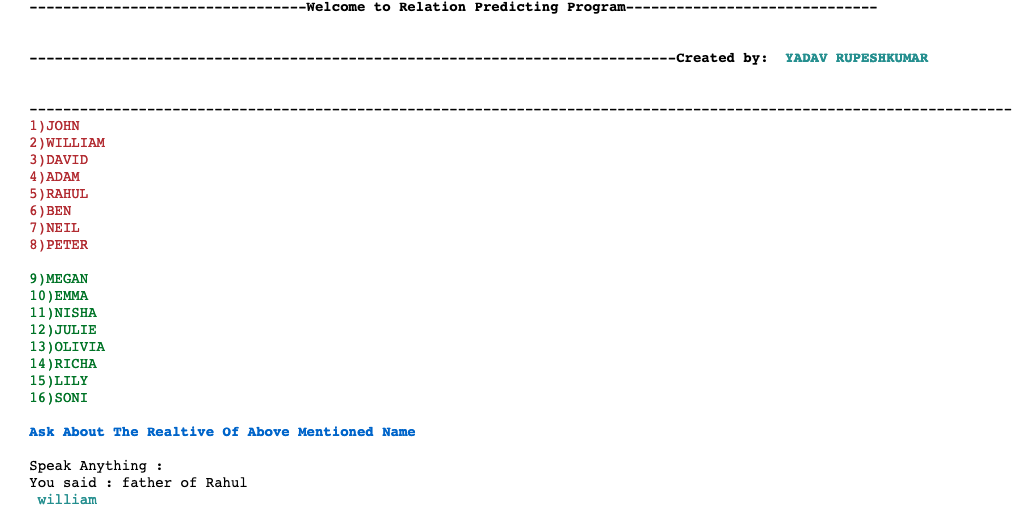 ---------------------------------Welcome to Relation Predicting Program------------------------------
-----------------------------------------------------------------------------Created by:  YADAV RUPESHKUMAR
---------------------------------------------------------------------------------------------------------------------
1)JOHN
2)WILLIAM
3)DAVID
4)ADAM
5)RAHUL
6)BEN
7)NEIL
8)PETER
9)MEGAN
10)EMMA
11)NISHA
12)JULIE
13)OLIVIA
14)RICHA
15)LILY
16)SONI
Ask About The Realtive Of Above Mentioned Name
Speak Anything :
You said : father of Rahul
william